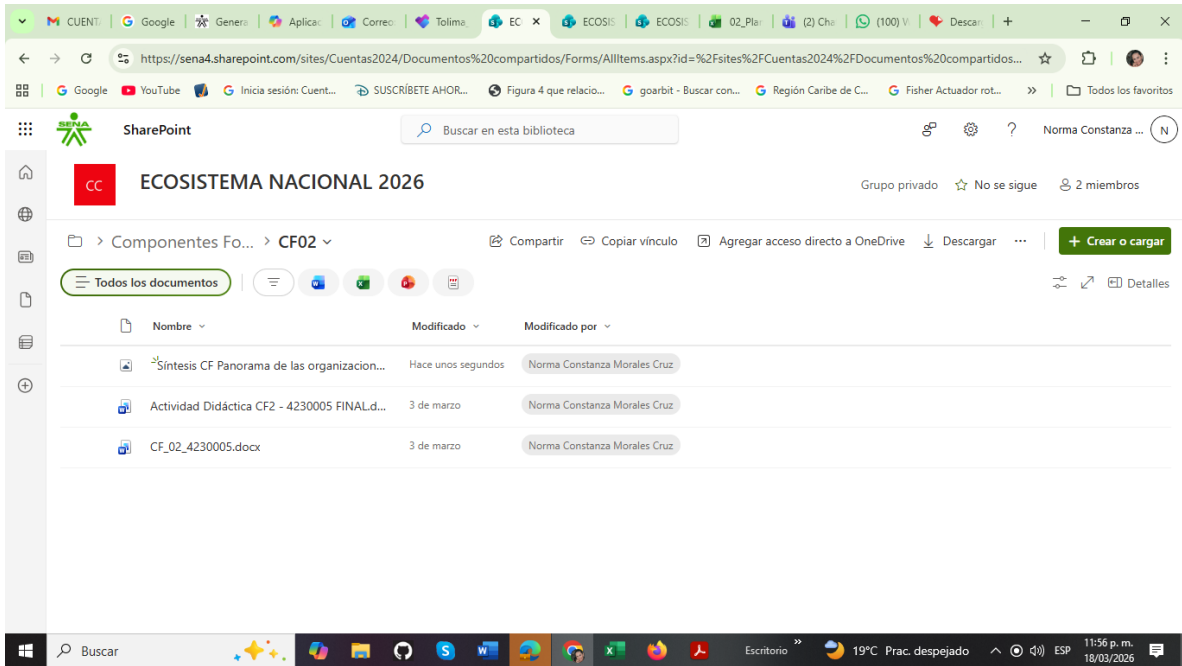 M CUENT/ G Google Genera Aplicac Correo Tolima_ EC ECOSIS ECOSIS 02_Plan (2) Cha (100) V Descar
https://sena4.sharepoint.com/sites/Cuentas2024/Documentos%20compartidos/Forms/AllItems.aspx?id=%2Fsites%2FCuentas2024%2FDocumentos%20compartidos...
Google YouTube Inicia sesión: Cuent... SUSCRÍBETE AHOR... Figura 4 que relacio... goarbit - Buscar con... Región Caribe de C... Fisher Actuador rot... » Todos los favoritos
SENA SharePoint Buscar en esta biblioteca ? Norma Constanza ... N
CC ECOSISTEMA NACIONAL 2026 Grupo privado No se sigue 2 miembros
> Componentes Fo... > CF02 Compartir Copiar vínculo Agregar acceso directo a OneDrive Descargar ... + Crear o cargar
Todos los documentos Detalles
Nombre Modificado Modificado por
Síntesis CF Panorama de las organizacion... Hace unos segundos Norma Constanza Morales Cruz
Actividad Didáctica CF2 - 4230005 FINAL.d... 3 de marzo Norma Constanza Morales Cruz
CF_02_4230005.docx 3 de marzo Norma Constanza Morales Cruz
Buscar Escritorio » 19°C Prac. despejado ESP 11:56 p. m.
18/03/2026